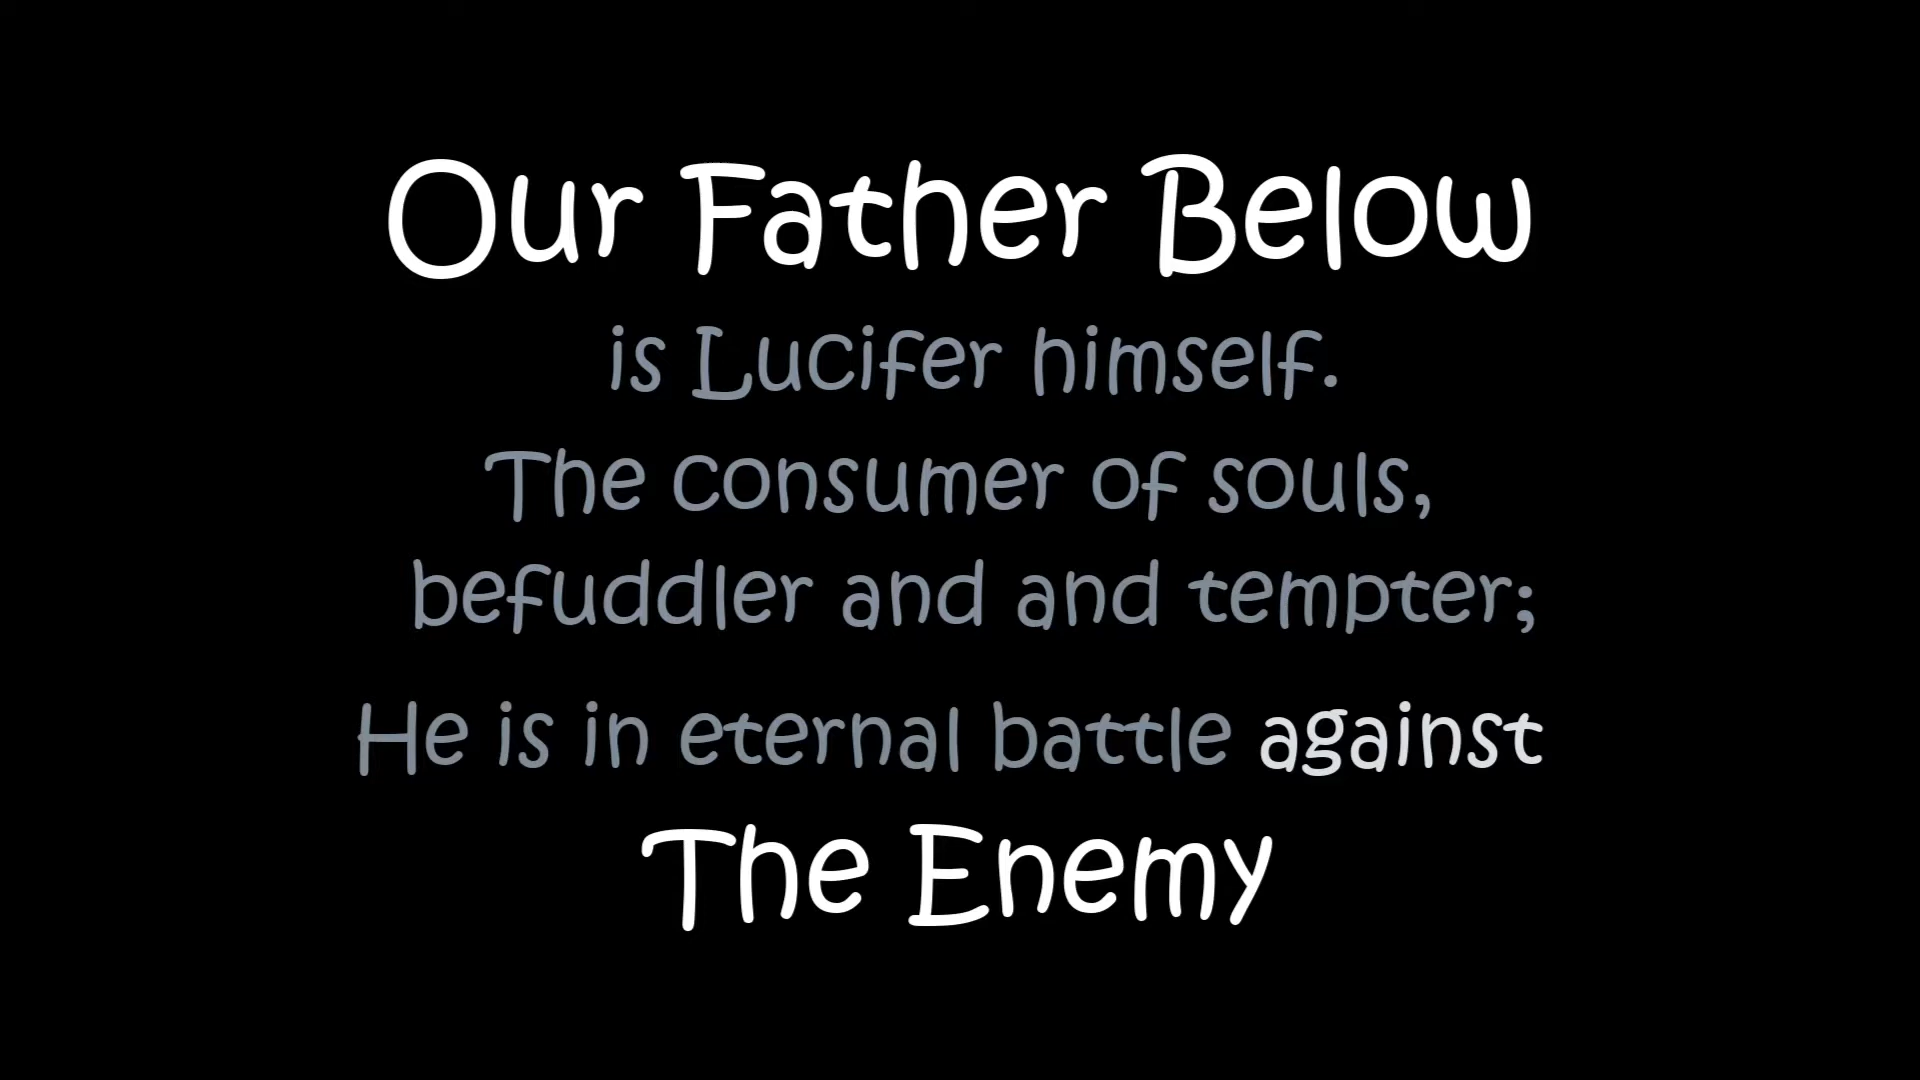 Our Father Below
is Lucifer himself.
The consumer of souls,
befuddler and and tempter;
He is in eternal battle against
The Enemy